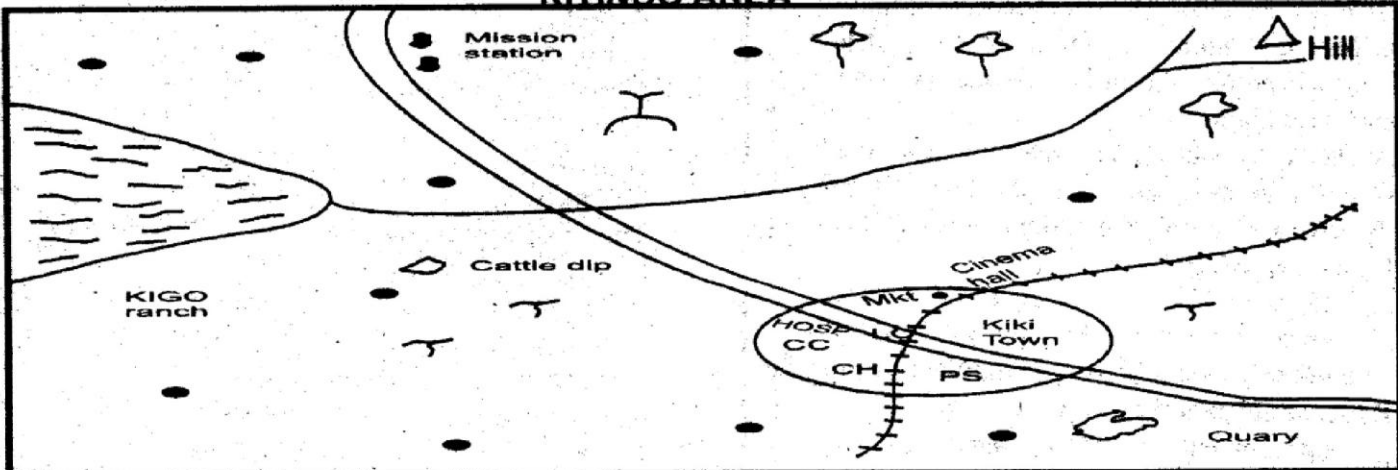 Mission
station
Hill
Cinema
hall
Cattle dip
KIGO
ranch
Mkt
HOSP
CC
Kiki
Town
CH
PS
Quary